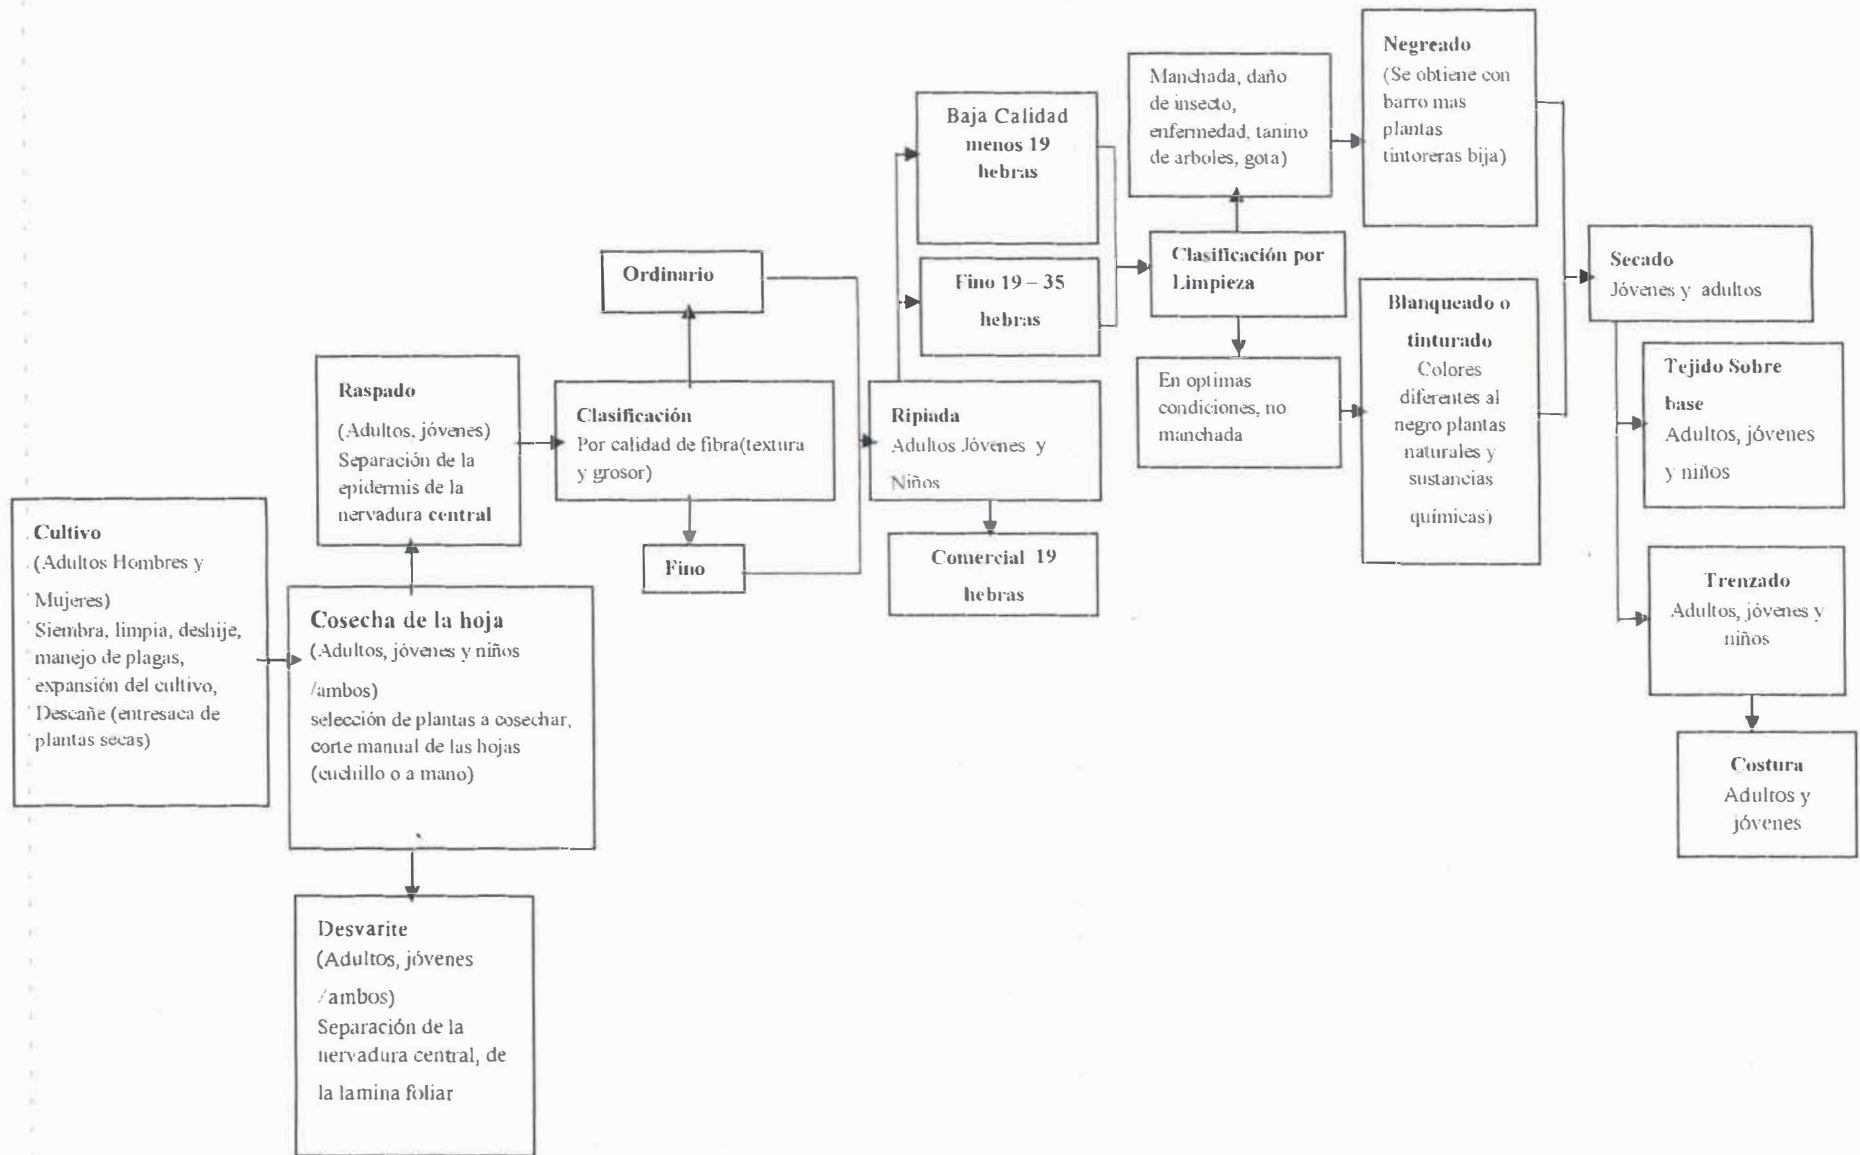 Cultivo
(Adultos Hombres y
Mujeres)
Siembra, limpia, deshije,
manejo de plagas,
expansión del cultivo,
Descañe (entresaca de
plantas secas)
Cosecha de la hoja
(Adultos, jóvenes y niños
/ambos)
selección de plantas a cosechar,
corte manual de las hojas
(cuchillo o a mano)
Desvarite
(Adultos, jóvenes
/ambos)
Separación de la
nervadura central, de
la lamina foliar
Raspado
(Adultos, jóvenes)
Separación de la
epidermis de la
nervadura central
Clasificación
Por calidad de fibra(textura
y grosor)
Ordinario
Fino
Ripiada
Adultos Jóvenes y
Niños
Comercial 19
hebras
Baja Calidad
menos 19
hebras
Fino 19 – 35
hebras
Clasificación por
Limpieza
Manchada, daño
de insecto,
enfermedad, tanino
de arboles, gota)
En optimas
condiciones, no
manchada
Negreado
(Se obtiene con
barro mas
plantas
tintoreras bija)
Blanqueado o
tinturado
Colores
diferentes al
negro plantas
naturales y
sustancias
químicas)
Secado
Jóvenes y adultos
Tejido Sobre
base
Adultos, jóvenes
y niños
Trenzado
Adultos, jóvenes y
niños
Costura
Adultos y
jóvenes